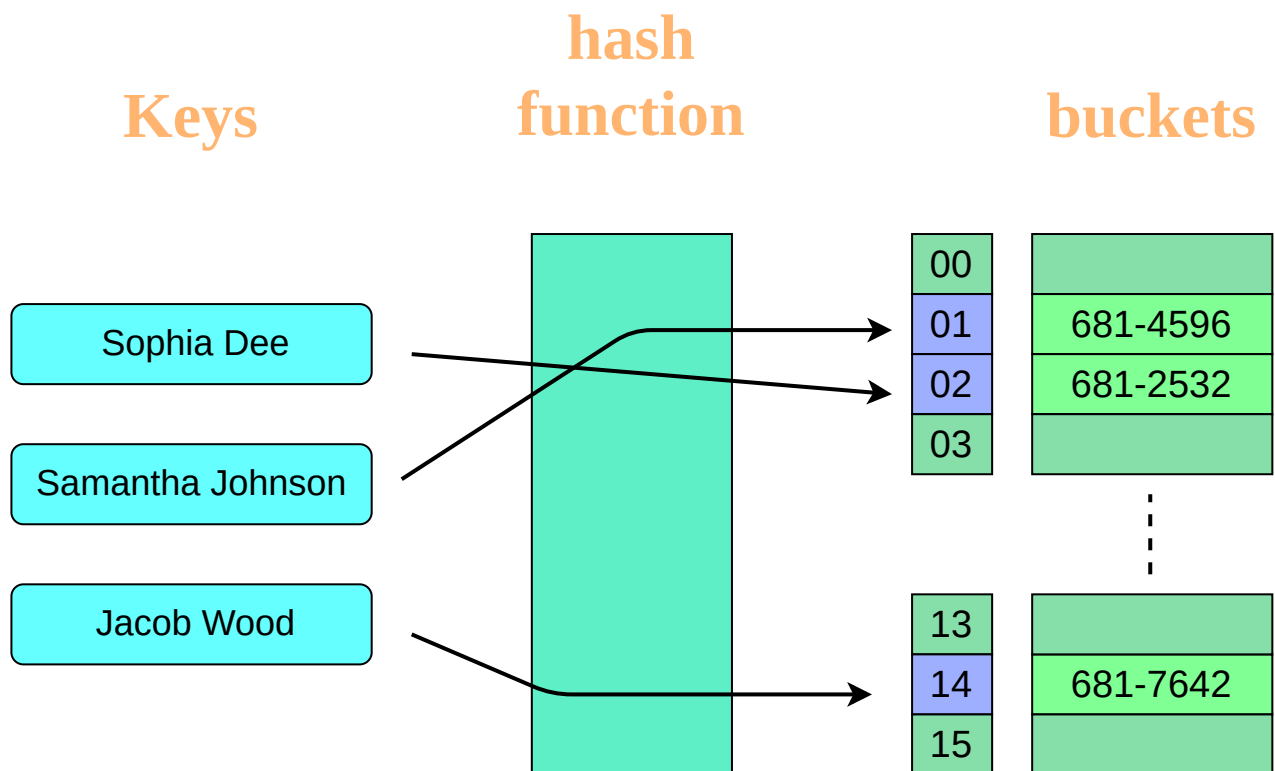 hash
function
Keys
buckets
Sophia Dee
Samantha Johnson
Jacob Wood
00
01 681-4596
02 681-2532
03
13
14 681-7642
15